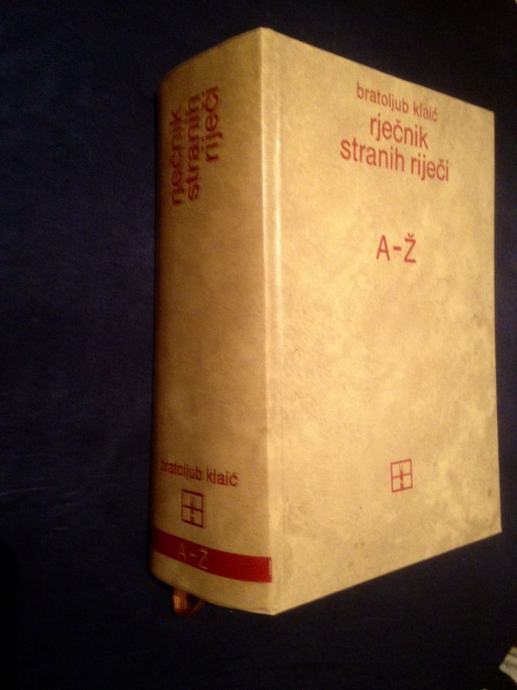 bratoljub klaić
rječnik
stranih riječi
A-Ž
rječnik
stranih
riječi
bratoljub klaić
A-Ž